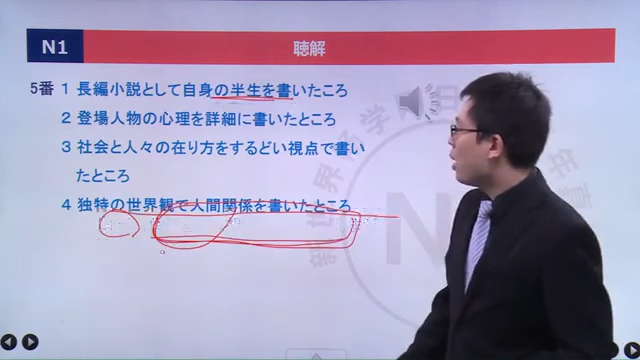 N1
聴解
5番 1 長編小説として自身の半生を書いたころ
2 登場人物の心理を詳細に書いたところ
3 社会と人々の在り方をするどい視点で書い
たところ
4 独特の世界観で人間関係を書いたところ